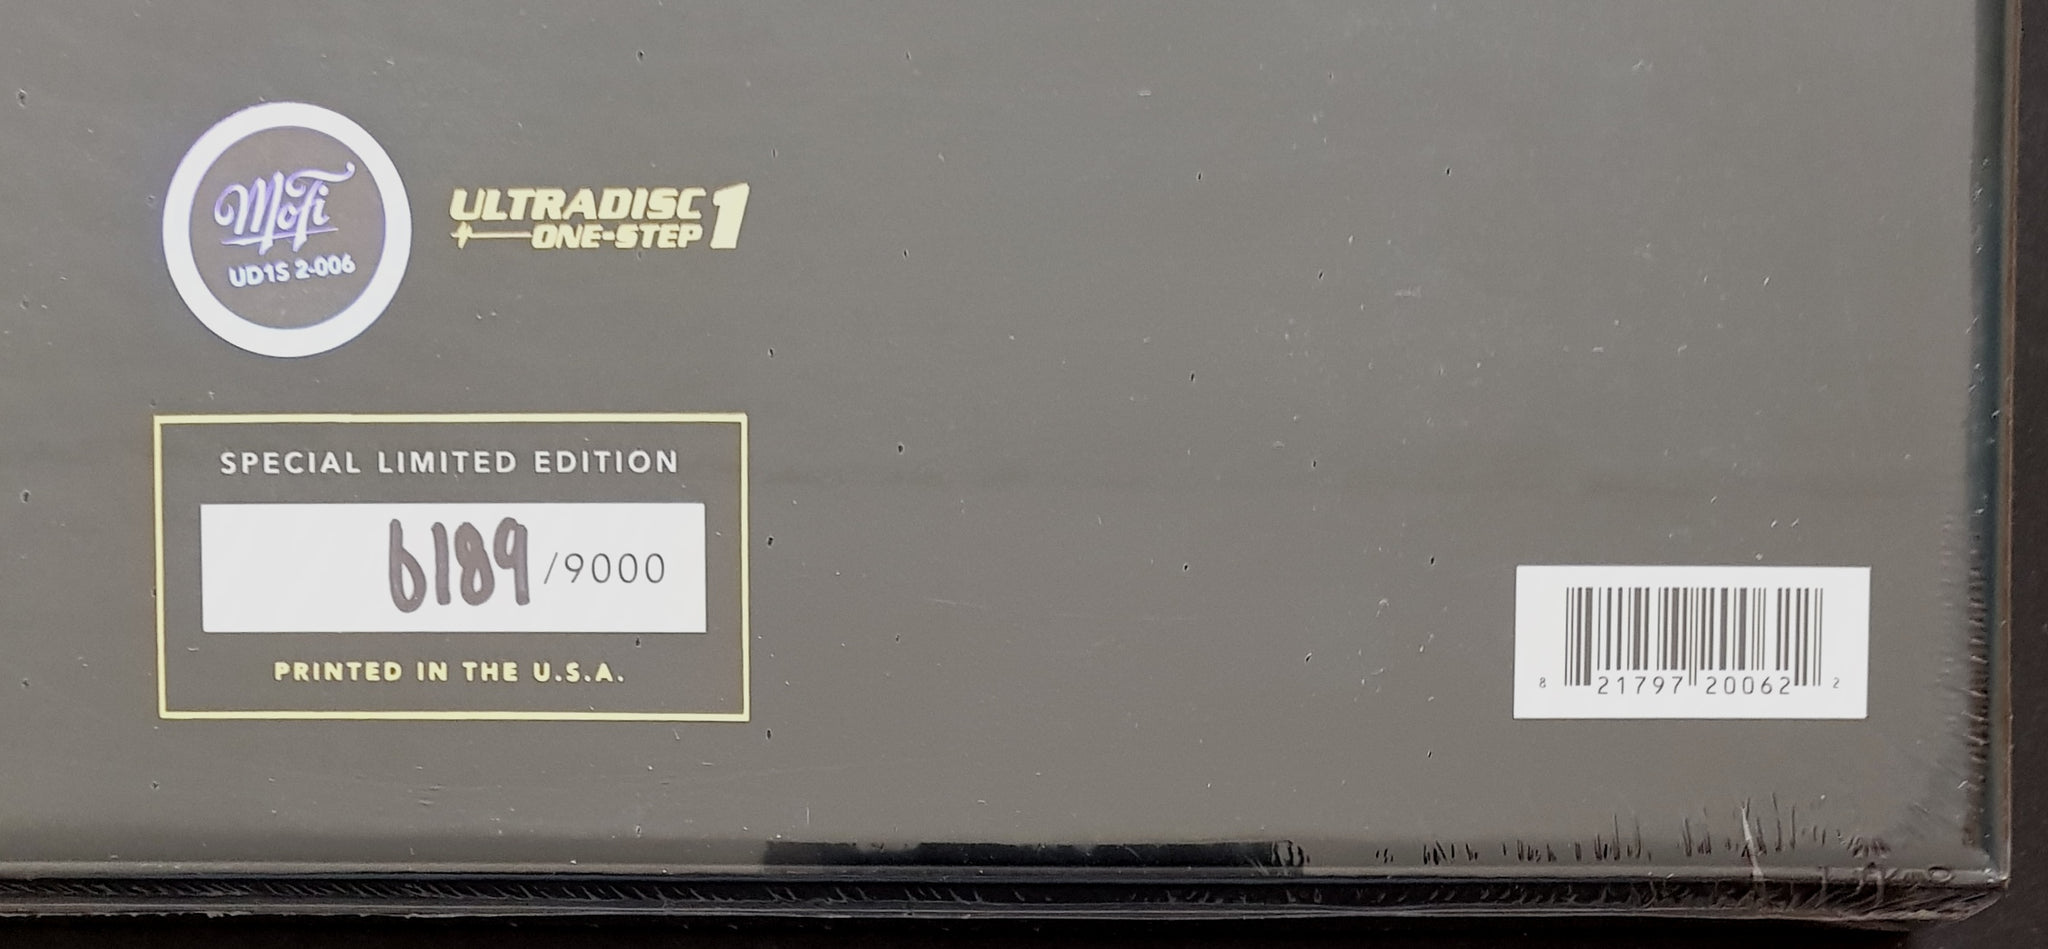 MoFi
UD1S 2-006
ULTRADISC 1
ONE-STEP
SPECIAL LIMITED EDITION
6189 /9000
PRINTED IN THE U.S.A.
8 21797 20062 2